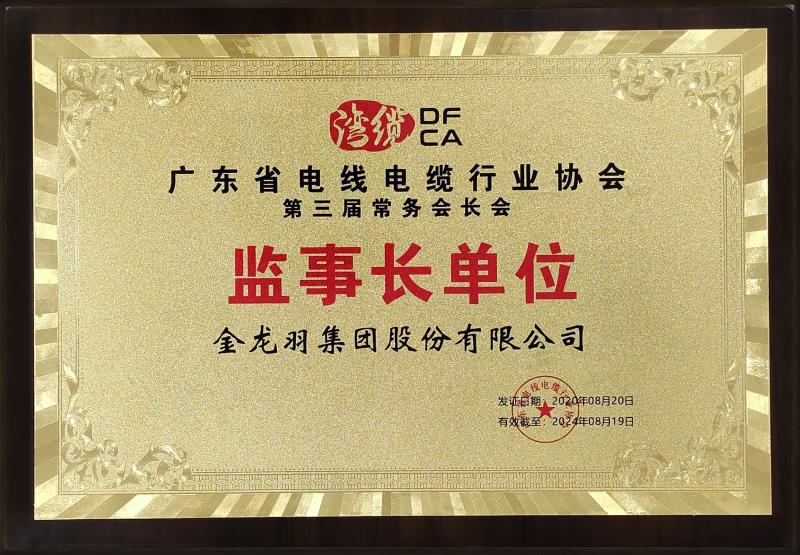 湾缆
DF
CA
广东省电线电缆行业协会
第三届常务会长会
监事长单位
金龙羽集团股份有限公司
发证日期：2020年08月20日
有效截至：2024年08月19日